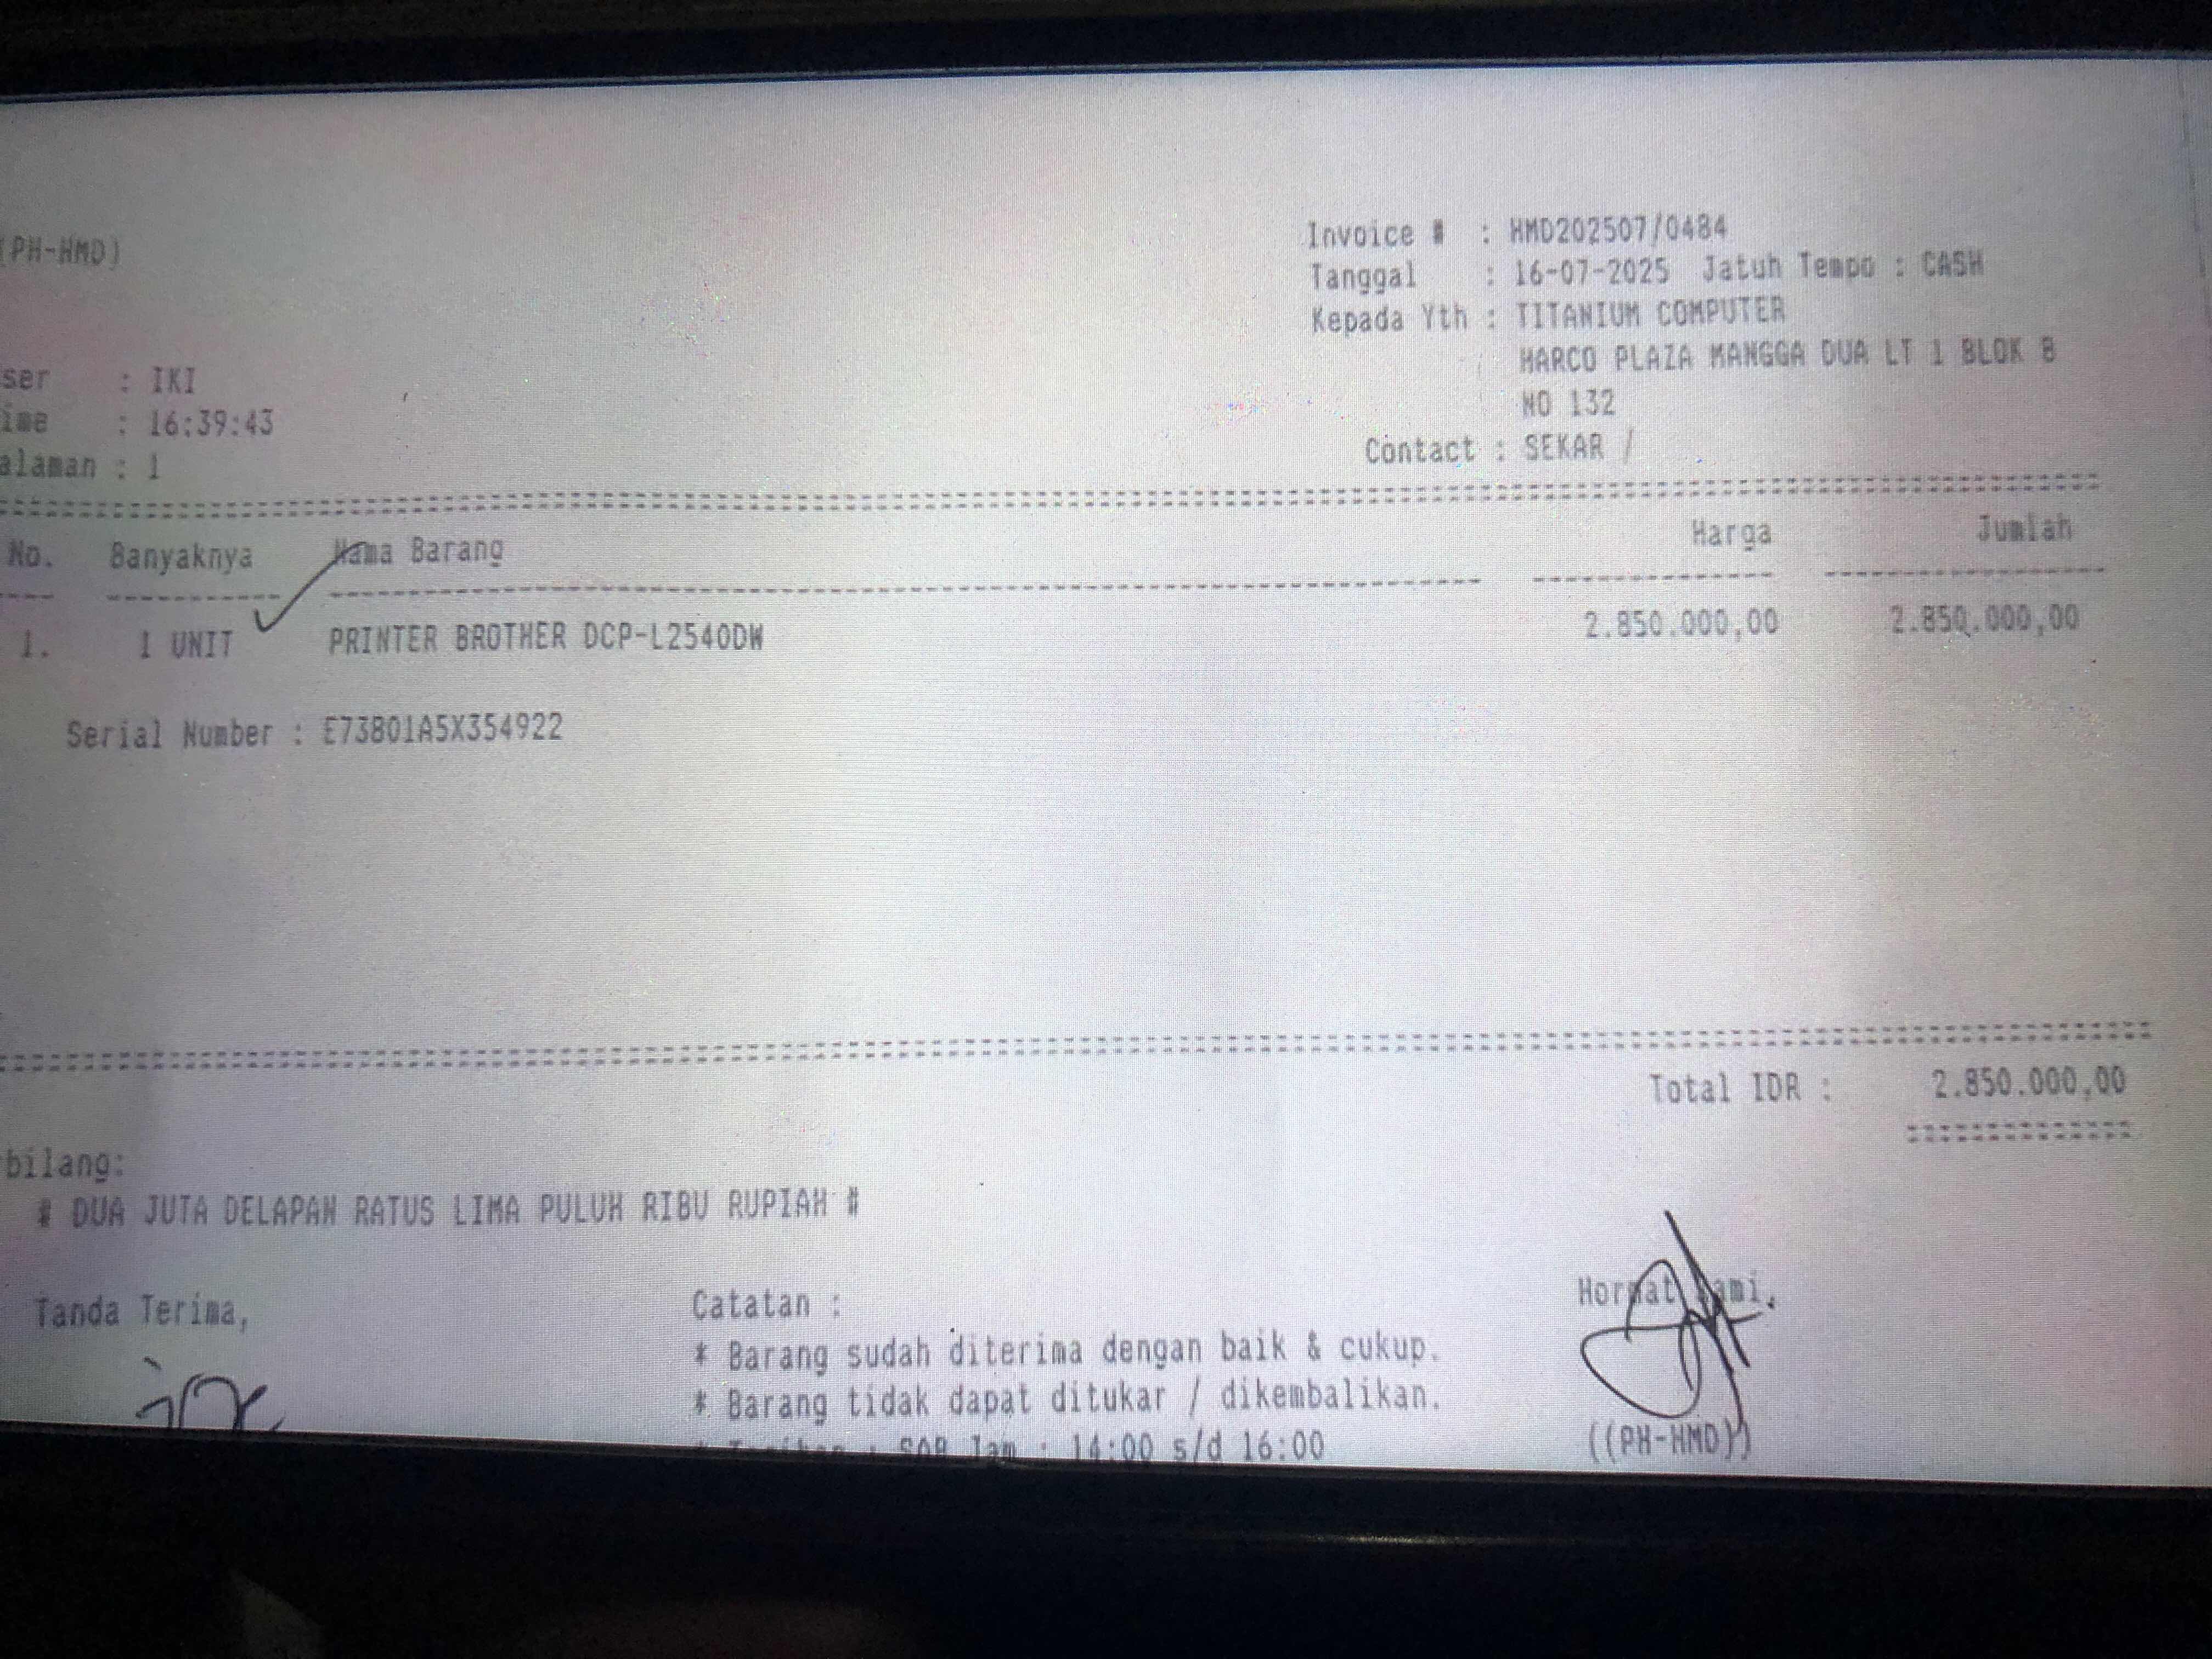 (PH-HMD)
Invoice # : HMD202507/0484
Tanggal : 16-07-2025 Jatuh Tempo : CASH
Kepada Yth : TITANIUM COMPUTER
HARCO PLAZA MANGGA DUA LT 1 BLOK B
NO 132
Contact : SEKAR /
ser : IKI
ime : 16:39:43
alaman : 1
No. Banyaknya Nama Barang Harga Jumlah
1. 1 UNIT PRINTER BROTHER DCP-L2540DW 2.850.000,00 2.850.000,00
Serial Number : E73801A5X354922
Total IDR : 2.850.000,00
bilang:
# DUA JUTA DELAPAN RATUS LIMA PULUH RIBU RUPIAH #
Tanda Terima,
Catatan :
* Barang sudah diterima dengan baik & cukup.
* Barang tidak dapat ditukar / dikembalikan.
Jam : 14:00 s/d 16:00
Hormat Kami,
((PH-HMD))